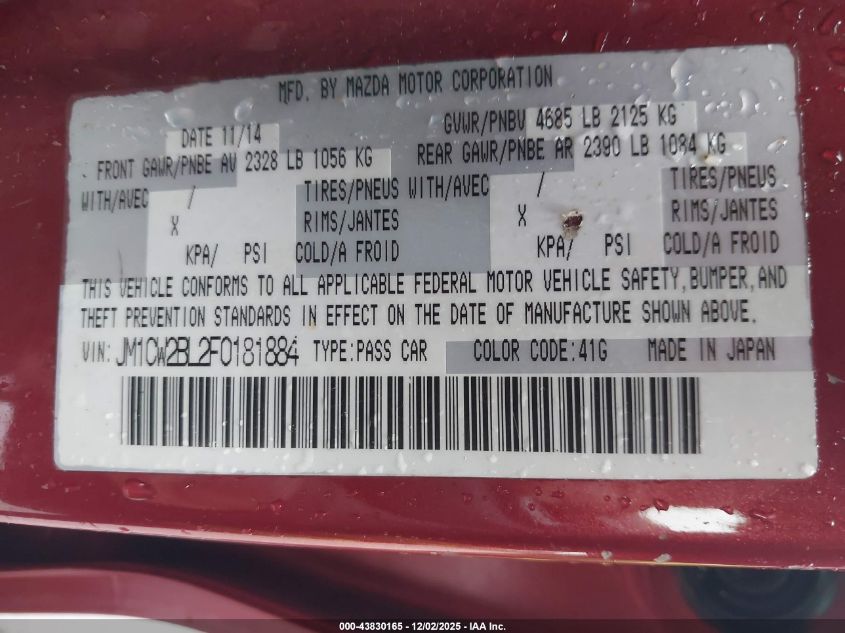 MFD. BY MAZDA MOTOR CORPORATION
DATE 11/14 GVWR/PNBV 4685 LB 2125 KG
FRONT GAWR/PNBE AV 2328 LB 1056 KG REAR GAWR/PNBE AR 2390 LB 1084 KG
WITH/AVEC / TIRES/PNEUS WITH/AVEC / TIRES/PNEUS
X RIMS/JANTES X RIMS/JANTES
KPA/ PSI COLD/A FROID KPA/ PSI COLD/A FROID
THIS VEHICLE CONFORMS TO ALL APPLICABLE FEDERAL MOTOR VEHICLE SAFETY, BUMPER, AND
THEFT PREVENTION STANDARDS IN EFFECT ON THE DATE OF MANUFACTURE SHOWN ABOVE.
VIN: JM1CW2BL2F0181884 TYPE:PASS CAR COLOR CODE:41G MADE IN JAPAN
000-43830165 - 12/02/2025 - IAA Inc.